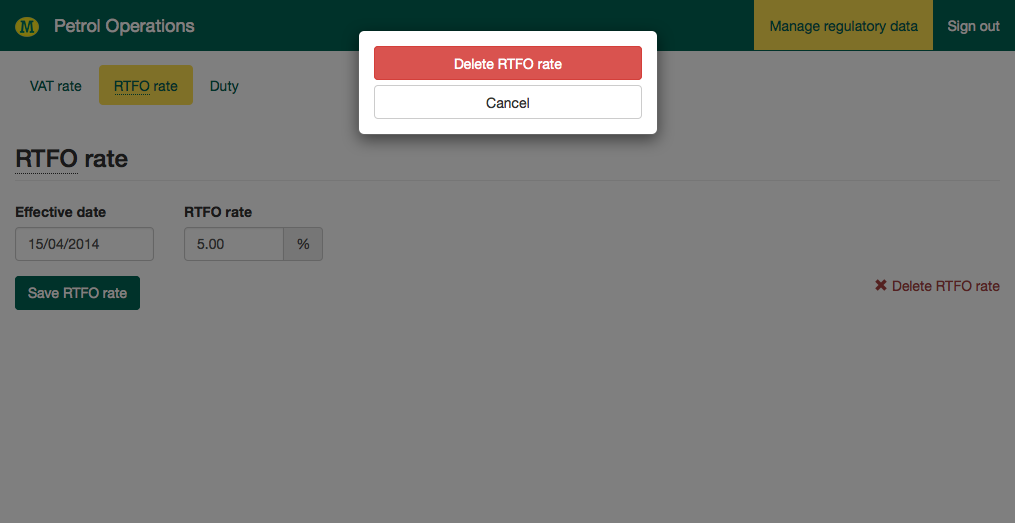 M Petrol Operations Manage regulatory data Sign out
Delete RTFO rate
Cancel
VAT rate RTFO rate Duty
RTFO rate
Effective date RTFO rate
15/04/2014 5.00 %
Save RTFO rate ✖ Delete RTFO rate